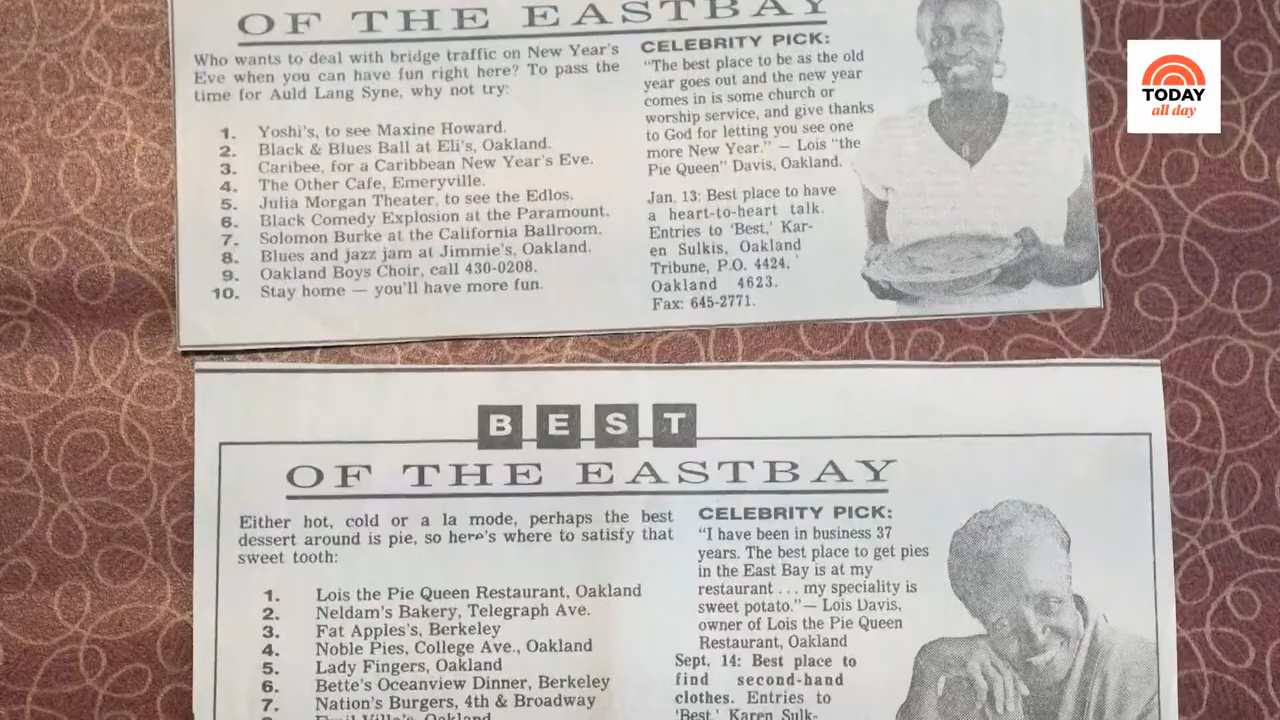 OF THE EASTBAY
Who wants to deal with bridge traffic on New Year's
Eve when you can have fun right here? To pass the
time for Auld Lang Syne, why not try:
1. Yoshi's, to see Maxine Howard.
2. Black & Blues Ball at Eli's, Oakland.
3. Caribee, for a Caribbean New Year's Eve.
4. The Other Cafe, Emeryville.
5. Julia Morgan Theater, to see the Edlos.
6. Black Comedy Explosion at the Paramount.
7. Solomon Burke at the California Ballroom.
8. Blues and jazz jam at Jimmie's, Oakland.
9. Oakland Boys Choir, call 430-0208.
10. Stay home — you'll have more fun.
CELEBRITY PICK:
"The best place to be as the old
year goes out and the new year
comes in is some church or
worship service, and give thanks
to God for letting you see one
more New Year." — Lois "the
Pie Queen" Davis, Oakland.
Jan. 13: Best place to have
a heart-to-heart talk.
Entries to 'Best,' Kar-
en Sulkis, Oakland
Tribune, P.O. 4424,
Oakland 4623.
Fax: 645-2771.
TODAY
all day
BEST
OF THE EASTBAY
Either hot, cold or a la mode, perhaps the best
dessert around is pie, so here's where to satisfy that
sweet tooth:
1. Lois the Pie Queen Restaurant, Oakland
2. Neldam's Bakery, Telegraph Ave.
3. Fat Apples's, Berkeley
4. Noble Pies, College Ave., Oakland
5. Lady Fingers, Oakland
6. Bette's Oceanview Dinner, Berkeley
7. Nation's Burgers, 4th & Broadway
Oakland
CELEBRITY PICK:
"I have been in business 37
years. The best place to get pies
in the East Bay is at my
restaurant . . . my speciality is
sweet potato."— Lois Davis,
owner of Lois the Pie Queen
Restaurant, Oakland
Sept. 14: Best place to
find second-hand
clothes. Entries to
'Best,' Karen Sulk-